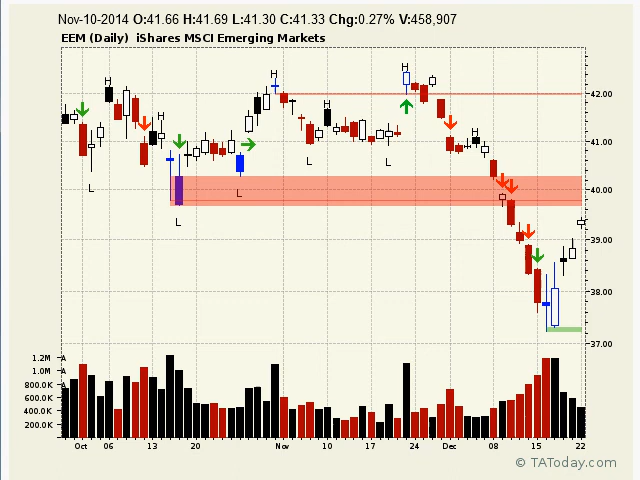 Nov-10-2014 O:41.66 H:41.69 L:41.30 C:41.33 Chg:0.27% V:458,907
EEM (Daily) iShares MSCI Emerging Markets
H H H H H H H
42.00
41.00
L L L L L
40.00
39.00
38.00
37.00
1.2M A
1.0M A
800.0K A
600.0K
400.0K
200.0K
Oct 06 13 20 Nov 10 17 24 Dec 08 15 22
© TAToday.com